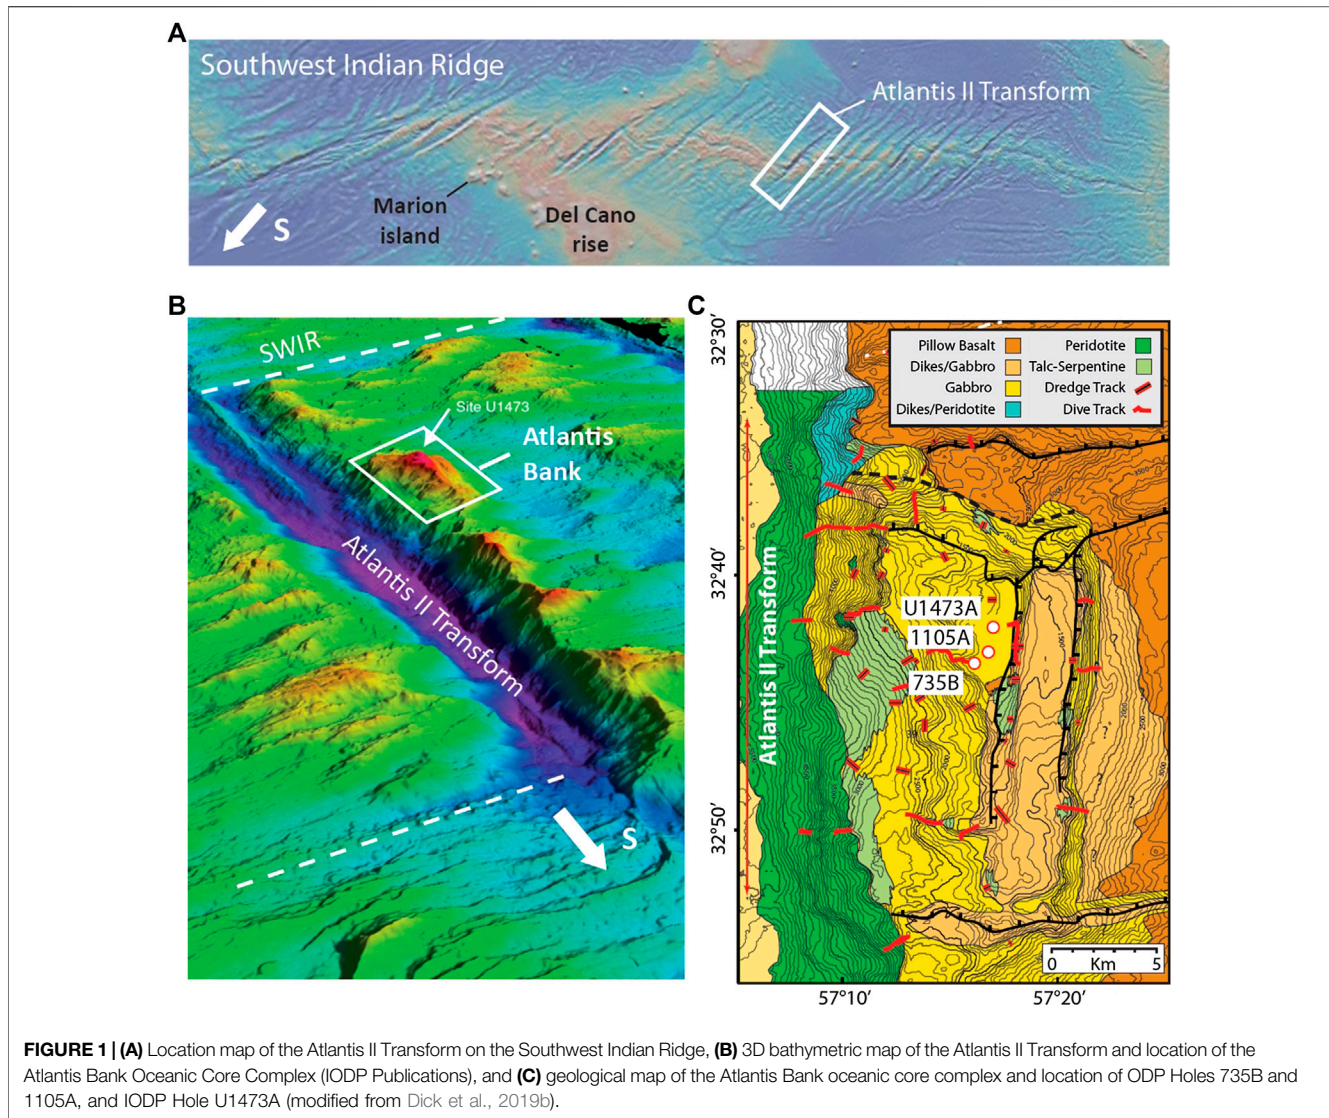 A
Southwest Indian Ridge
Atlantis II Transform
Marion
island
Del Cano
rise
S
B
SWIR
Site U1473
Atlantis
Bank
Atlantis II Transform
S
C
32°30′
32°40′
32°50′
57°10′
57°20′
Pillow Basalt
Peridotite
Dikes/Gabbro
Talc-Serpentine
Gabbro
Dredge Track
Dikes/Peridotite
Dive Track
Atlantis II Transform
U1473A
1105A
735B
0 Km 5
FIGURE 1 | (A) Location map of the Atlantis II Transform on the Southwest Indian Ridge, (B) 3D bathymetric map of the Atlantis II Transform and location of the
Atlantis Bank Oceanic Core Complex (IODP Publications), and (C) geological map of the Atlantis Bank oceanic core complex and location of ODP Holes 735B and
1105A, and IODP Hole U1473A (modified from Dick et al., 2019b).